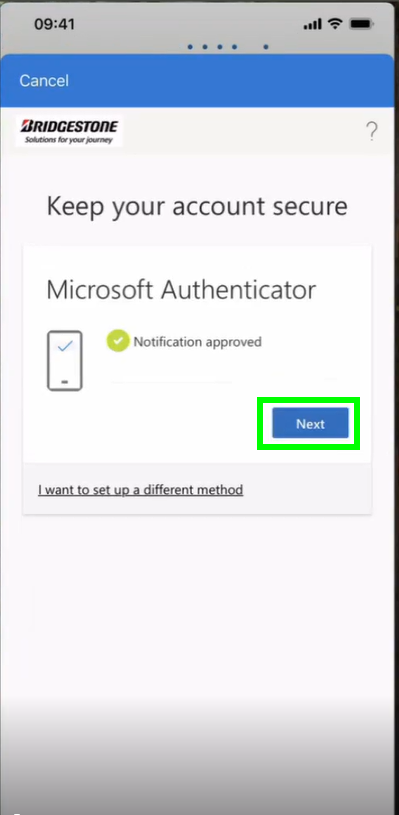 09:41
Cancel
BRIDGESTONE
Solutions for your journey
?
Keep your account secure
Microsoft Authenticator
Notification approved
Next
I want to set up a different method